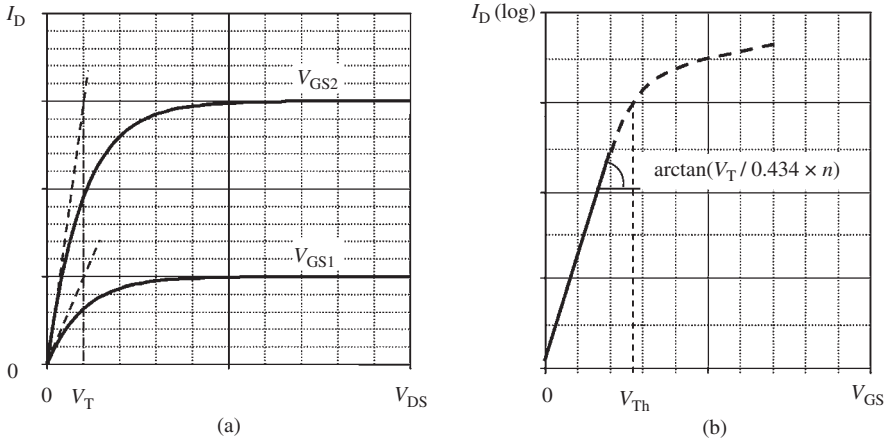 I_D
V_GS2
V_GS1
0
0
V_T
V_DS
(a)
I_D (log)
arctan(V_T / 0.434 × n)
0
V_Th
V_GS
(b)